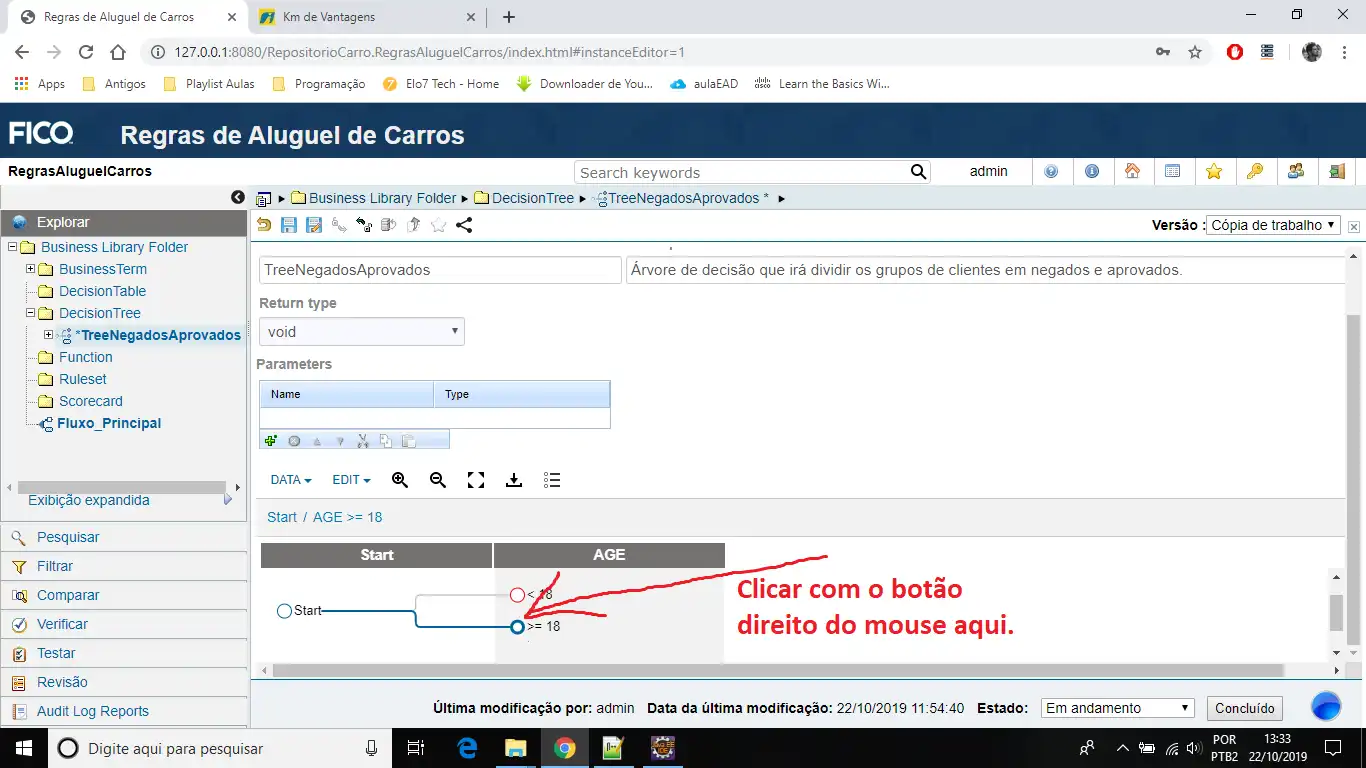 Regras de Aluguel de Carros
Km de Vantagens
127.0.0.1:8080/RepositorioCarro.RegrasAluguelCarros/index.html#instanceEditor=1
Apps Antigos Playlist Aulas Programação Elo7 Tech - Home Downloader de You... aulaEAD Learn the Basics Wi...
FICO Regras de Aluguel de Carros
RegrasAluguelCarros Search keywords admin
Business Library Folder DecisionTree TreeNegadosAprovados *
Explorar
Versão : Cópia de trabalho
Business Library Folder
BusinessTerm
DecisionTable
DecisionTree
*TreeNegadosAprovados
Function
Ruleset
Scorecard
Fluxo_Principal
Exibição expandida
Pesquisar
Filtrar
Comparar
Verificar
Testar
Revisão
Audit Log Reports
TreeNegadosAprovados Árvore de decisão que irá dividir os grupos de clientes em negados e aprovados.
Return type
void
Parameters
Name Type
DATA EDIT
Start / AGE >= 18
Start AGE
< 18
Start
>= 18
Clicar com o botão
direito do mouse aqui.
Última modificação por: admin Data da última modificação: 22/10/2019 11:54:40 Estado: Em andamento Concluído
Digite aqui para pesquisar
POR
PTB2
13:33
22/10/2019